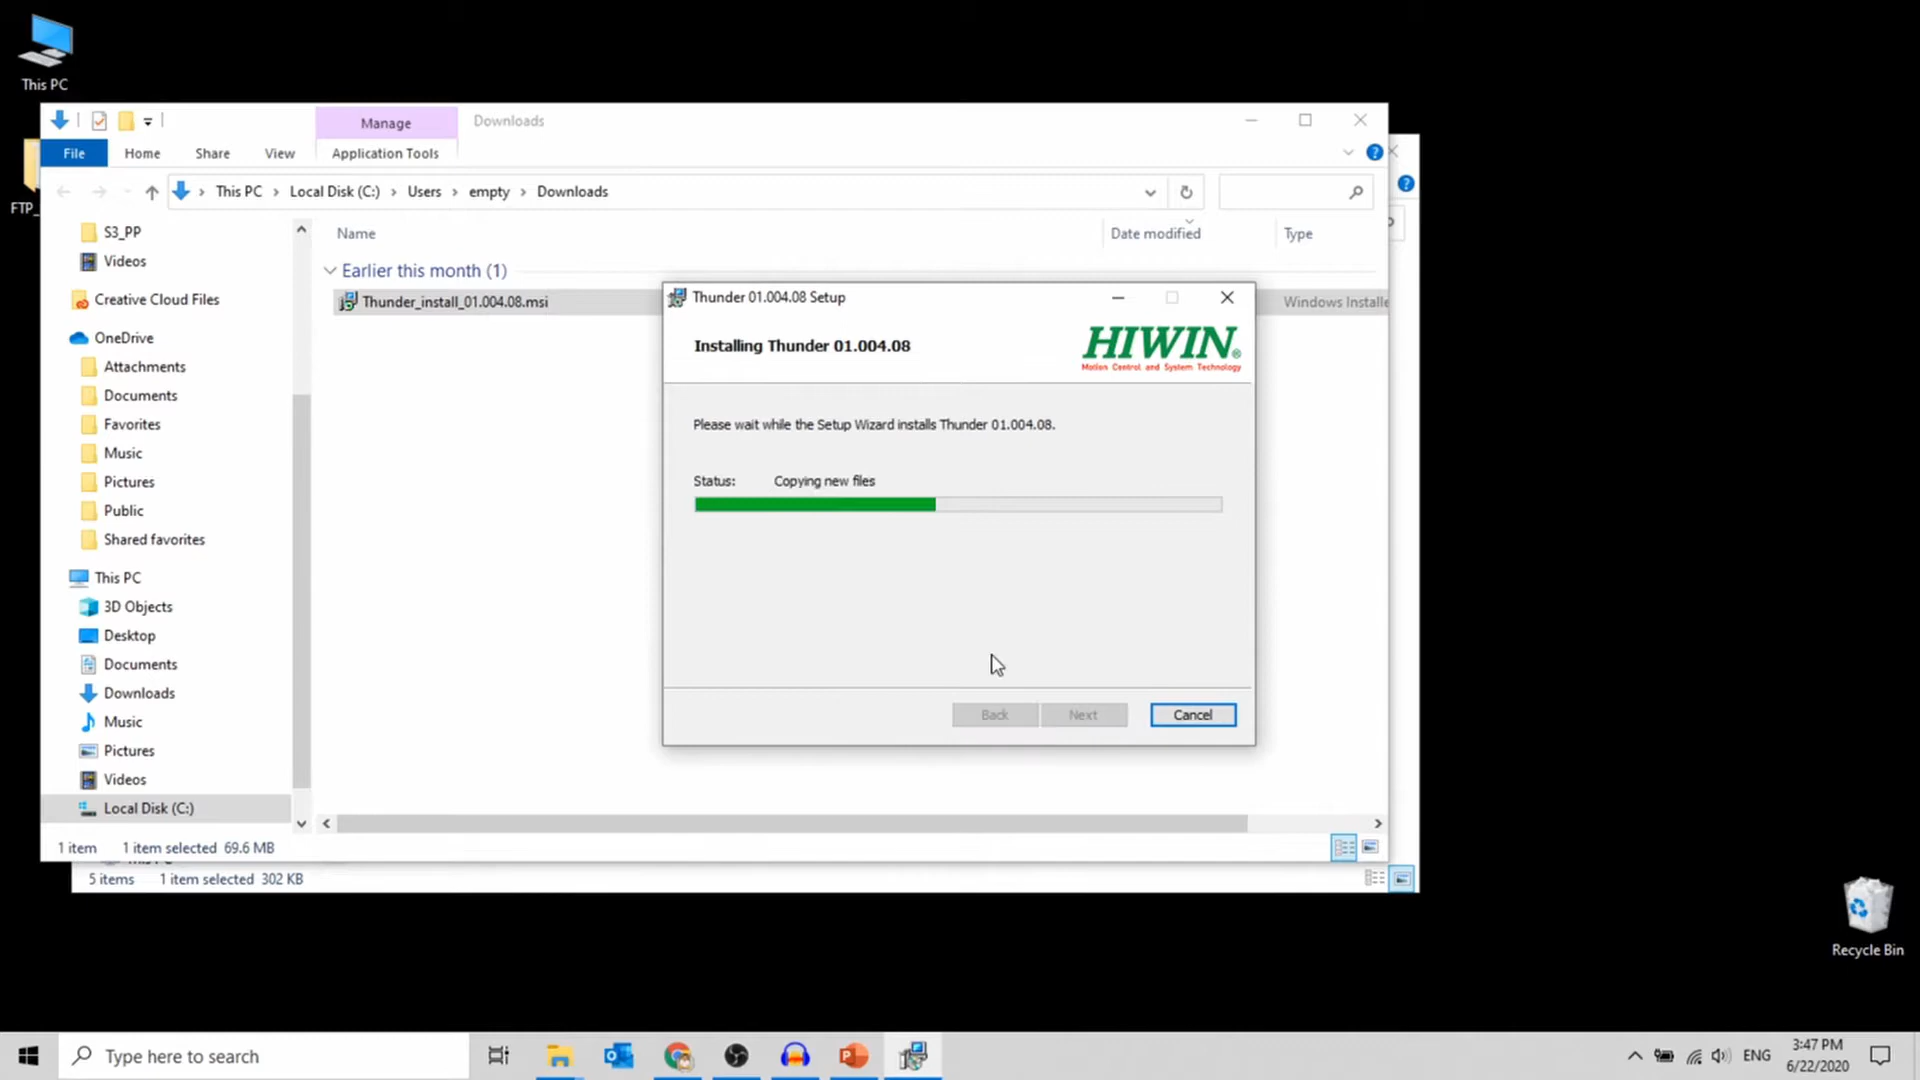 This PC
FTP_
Manage
Downloads
File
Home
Share
View
Application Tools
This PC > Local Disk (C:) > Users > empty > Downloads
Name
Date modified
Type
S3_PP
Videos
Creative Cloud Files
OneDrive
Attachments
Documents
Favorites
Music
Pictures
Public
Shared favorites
This PC
3D Objects
Desktop
Documents
Downloads
Music
Pictures
Videos
Local Disk (C:)
Earlier this month (1)
Thunder_install_01.004.08.msi
Windows Installe
Thunder 01.004.08 Setup
Installing Thunder 01.004.08
HIWIN®
Motion Control and System Technology
Please wait while the Setup Wizard installs Thunder 01.004.08.
Status: Copying new files
Back
Next
Cancel
1 item 1 item selected 69.6 MB
5 items 1 item selected 302 KB
Recycle Bin
Type here to search
ENG
3:47 PM
6/22/2020